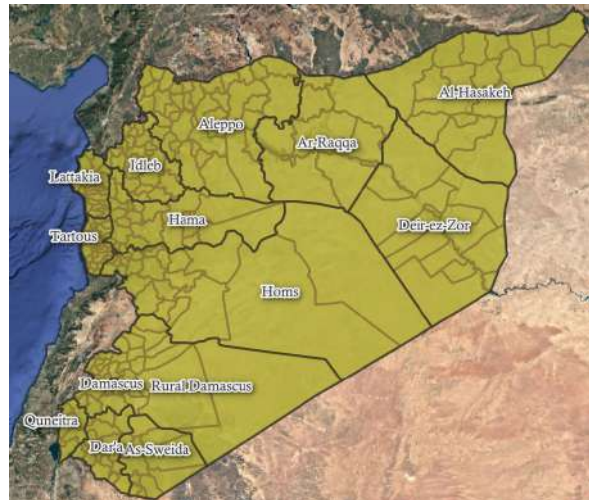 Al-Hasakeh
Aleppo
Ar-Raqqa
Idleb
Lattakia
Hama
Deir-ez-Zor
Tartous
Homs
Damascus
Rural Damascus
Quneitra
Dar'a
As-Sweida